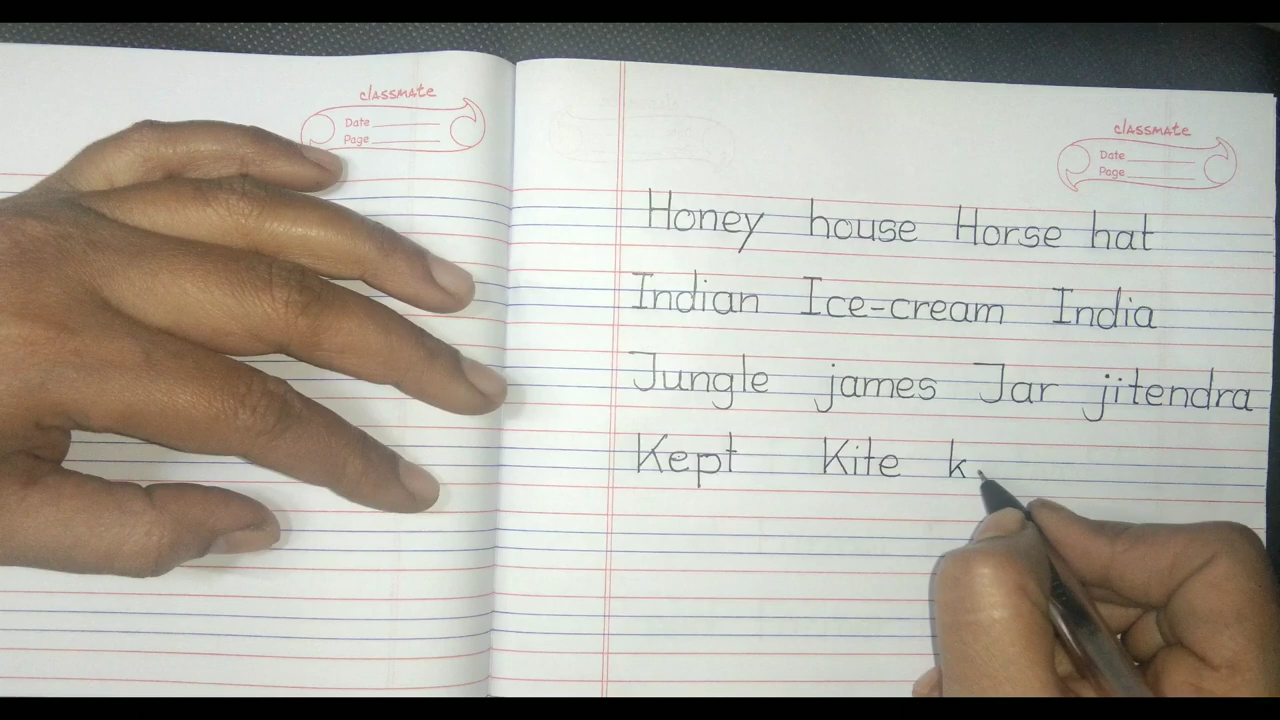 classmate
Date
Page
classmate
Date
Page
Honey house Horse hat
Indian Ice-cream India
Jungle james Jar jitendra
Kept Kite k